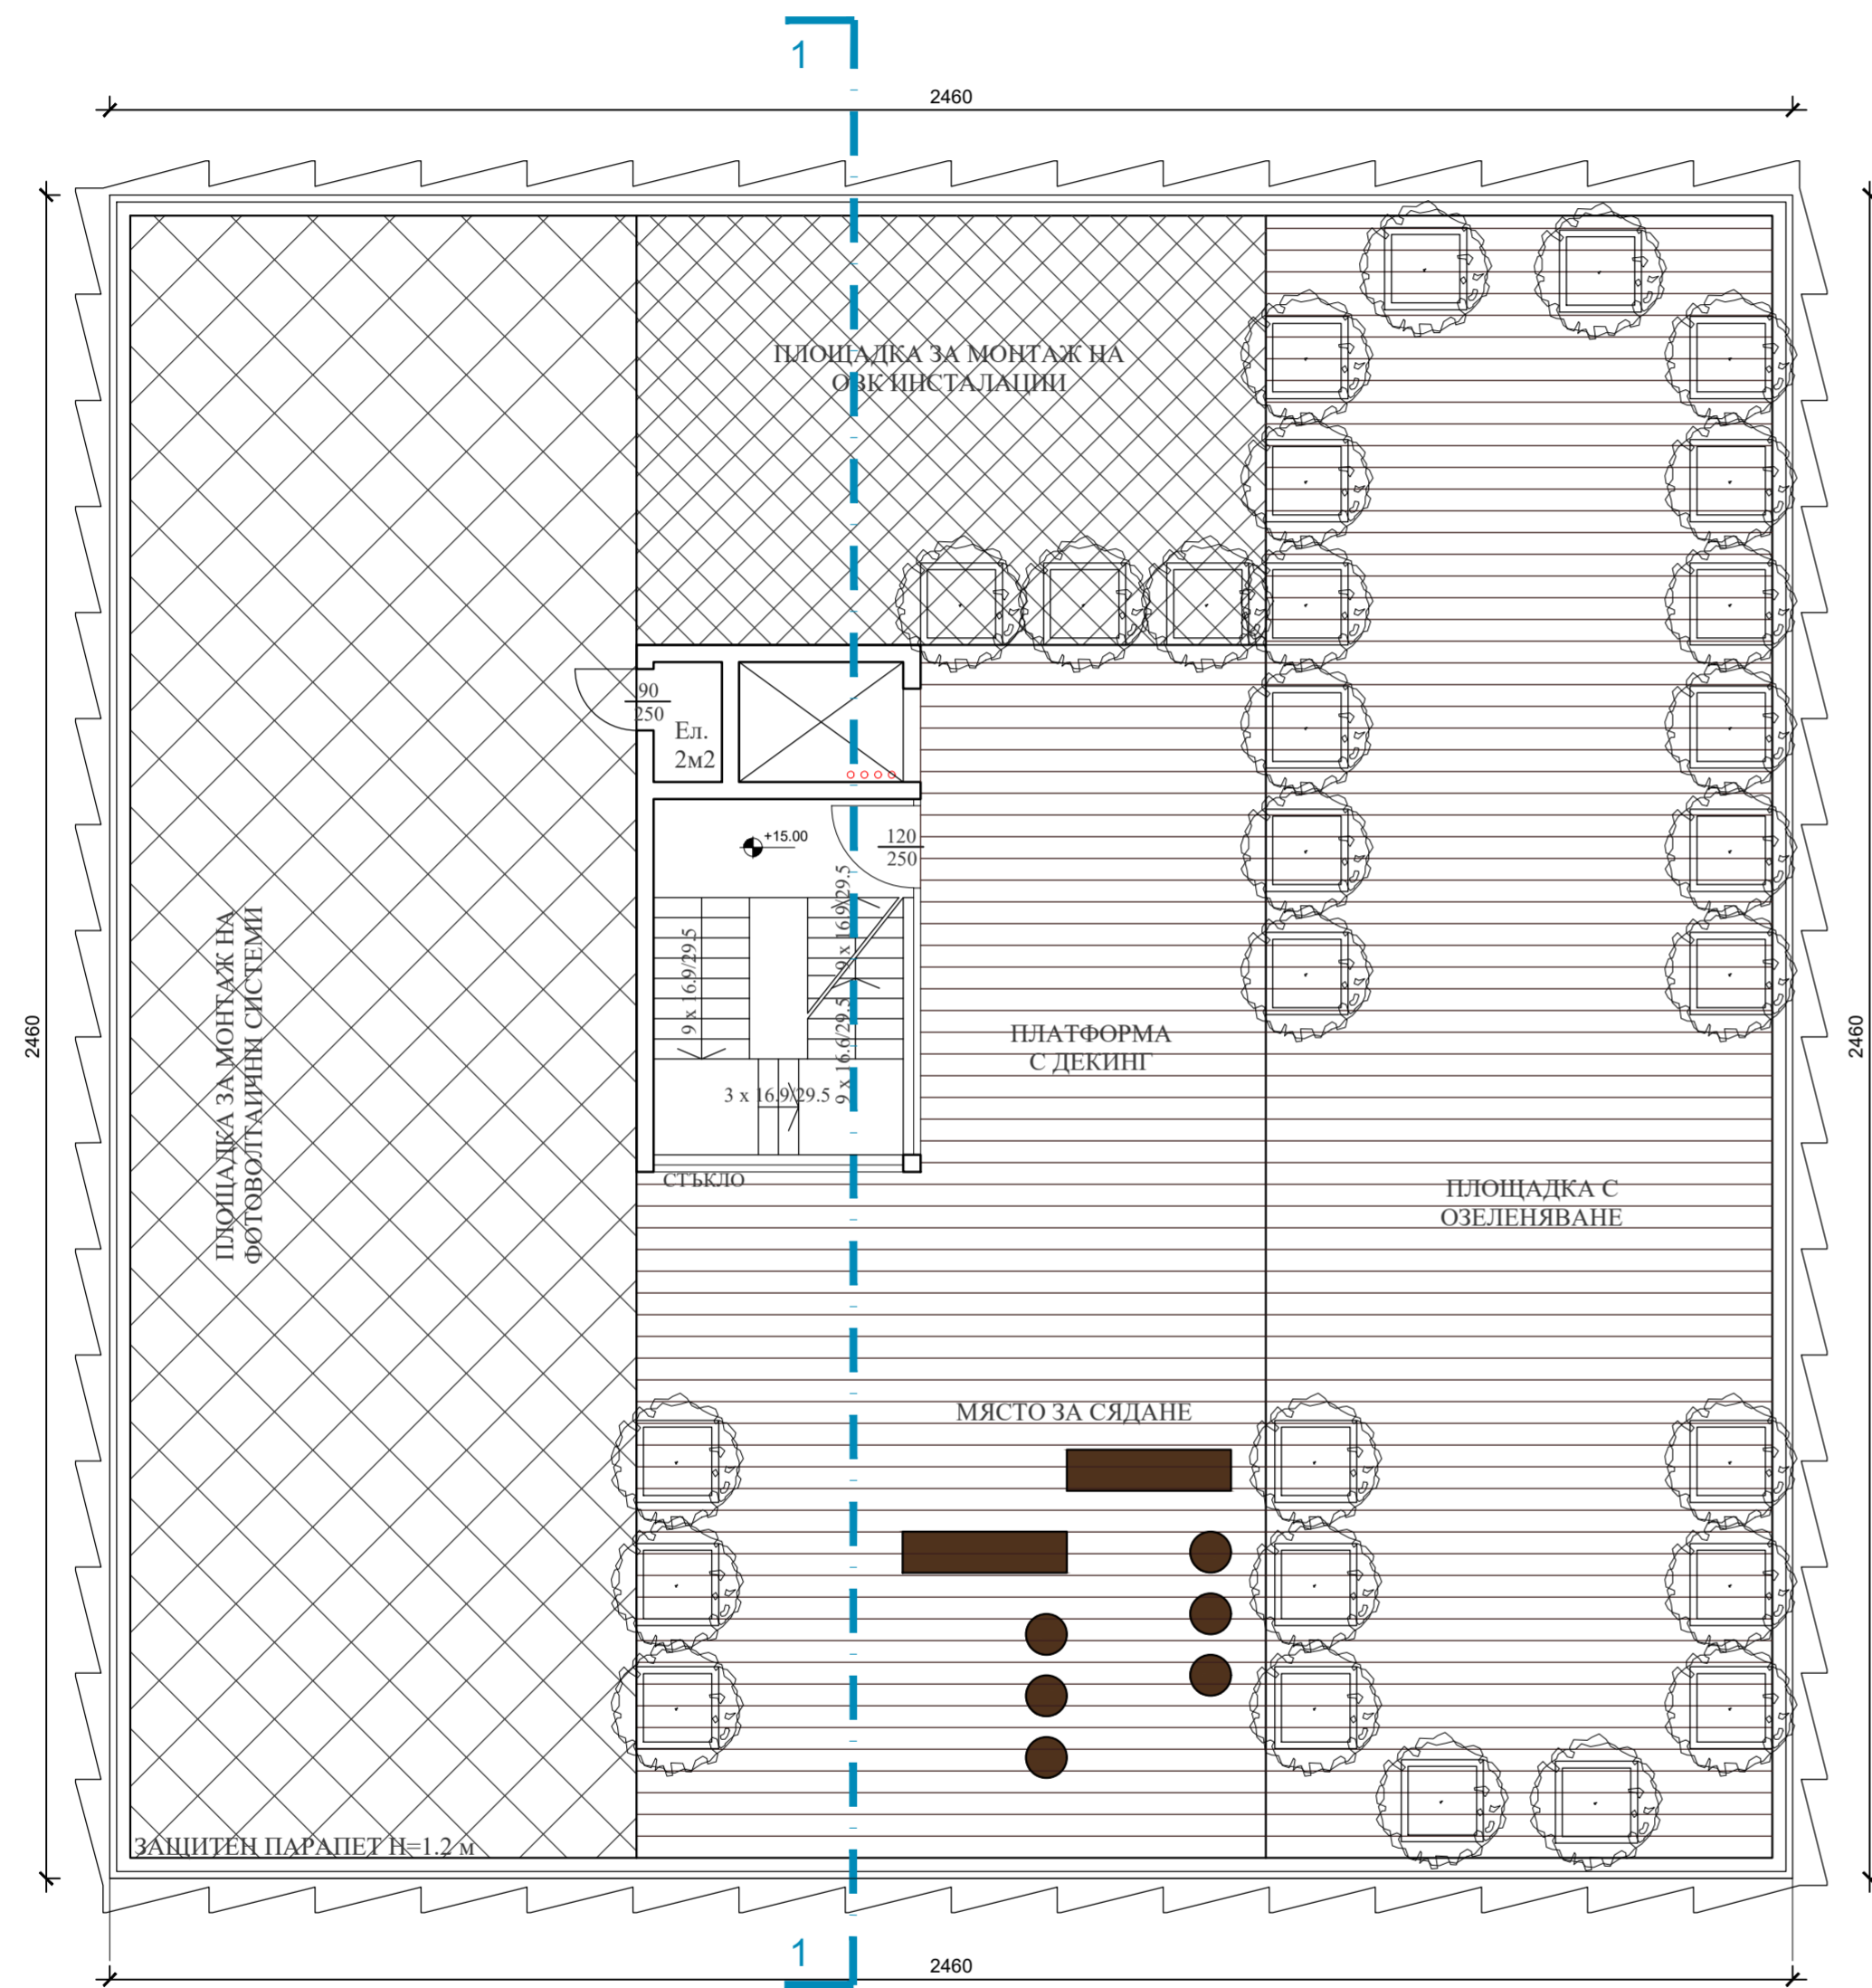 1
2460
ПЛОЩАДКА ЗА МОНТАЖ НА
ОВК ИНСТАЛАЦИИ
90
250
Ел.
2м2
+15.00
120
250
9 x 16.9/29.5
9 x 16.9/29.5
9 x 16.6/29.5
3 x 16.9/29.5
СТЪКЛО
ПЛОЩАДКА ЗА МОНТАЖ НА
ФОТОВОЛТАИЧНИ СИСТЕМИ
2460
2460
ПЛАТФОРМА
С ДЕКИНГ
ПЛОЩАДКА С
ОЗЕЛЕНЯВАНЕ
МЯСТО ЗА СЯДАНЕ
ЗАЩИТЕН ПАРАПЕТ H=1.2 м
1
2460